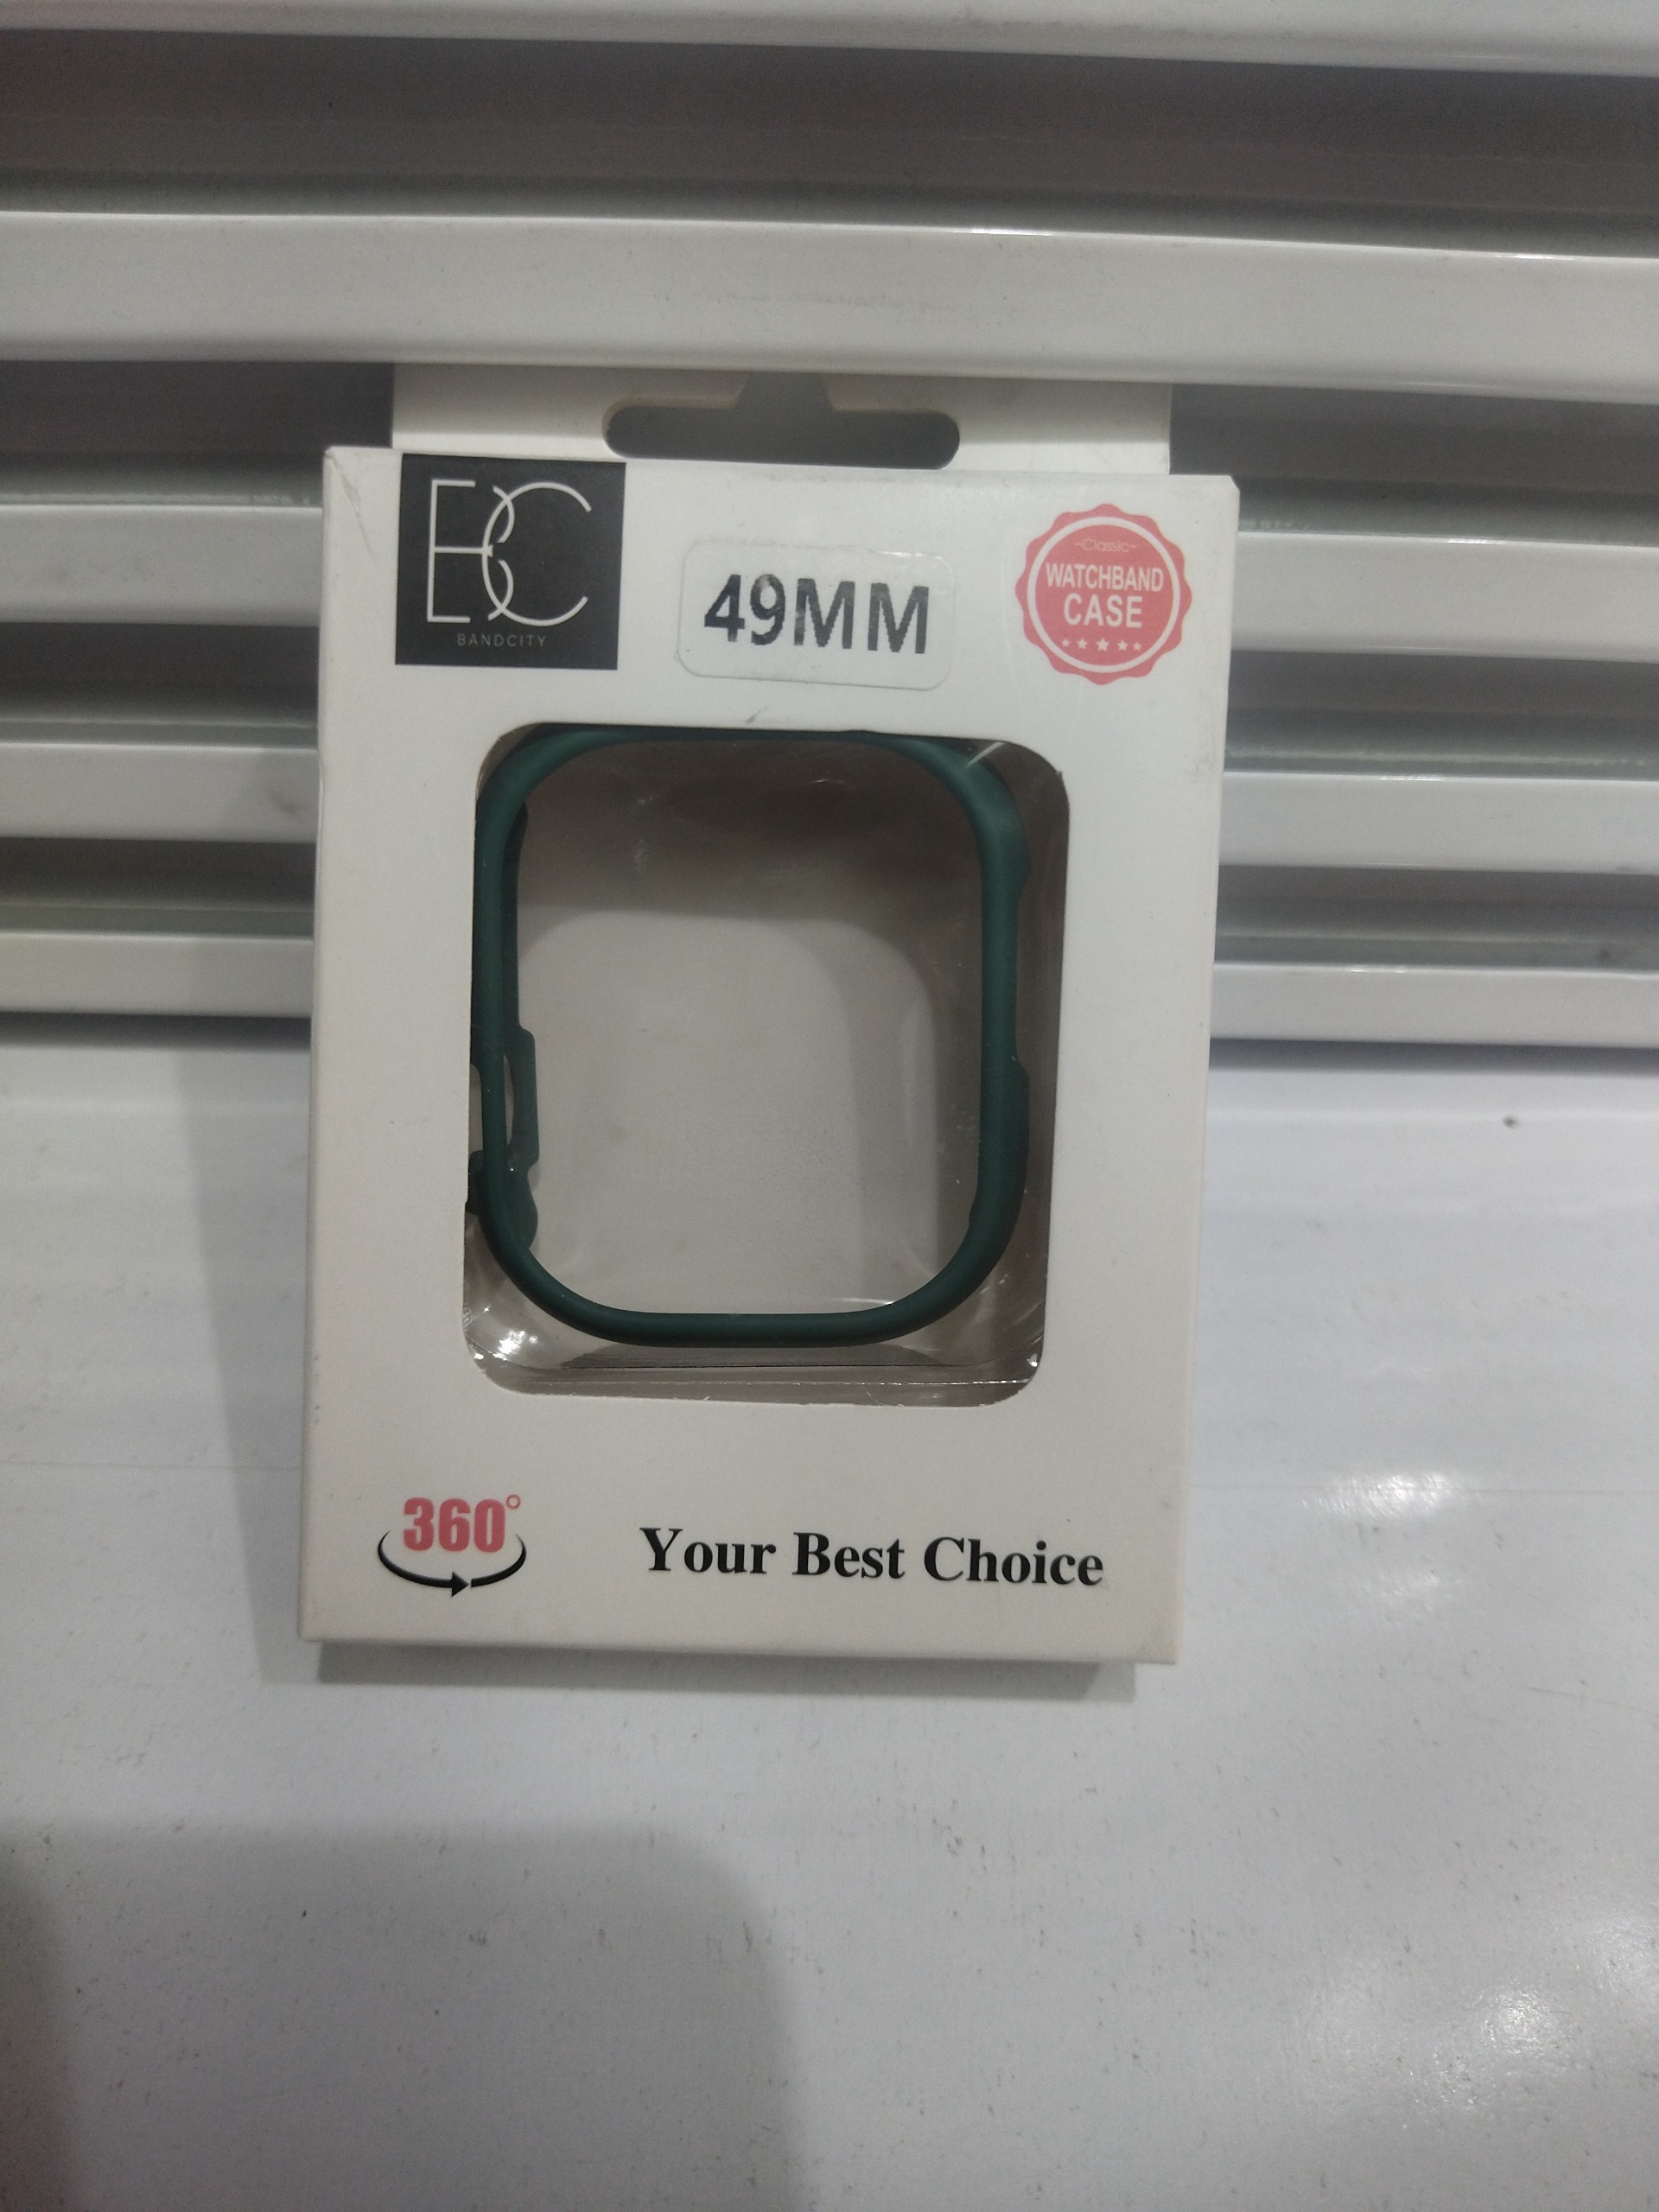 BC
BANDCITY
49MM
-Classic-
WATCHBAND
CASE
360°
Your Best Choice